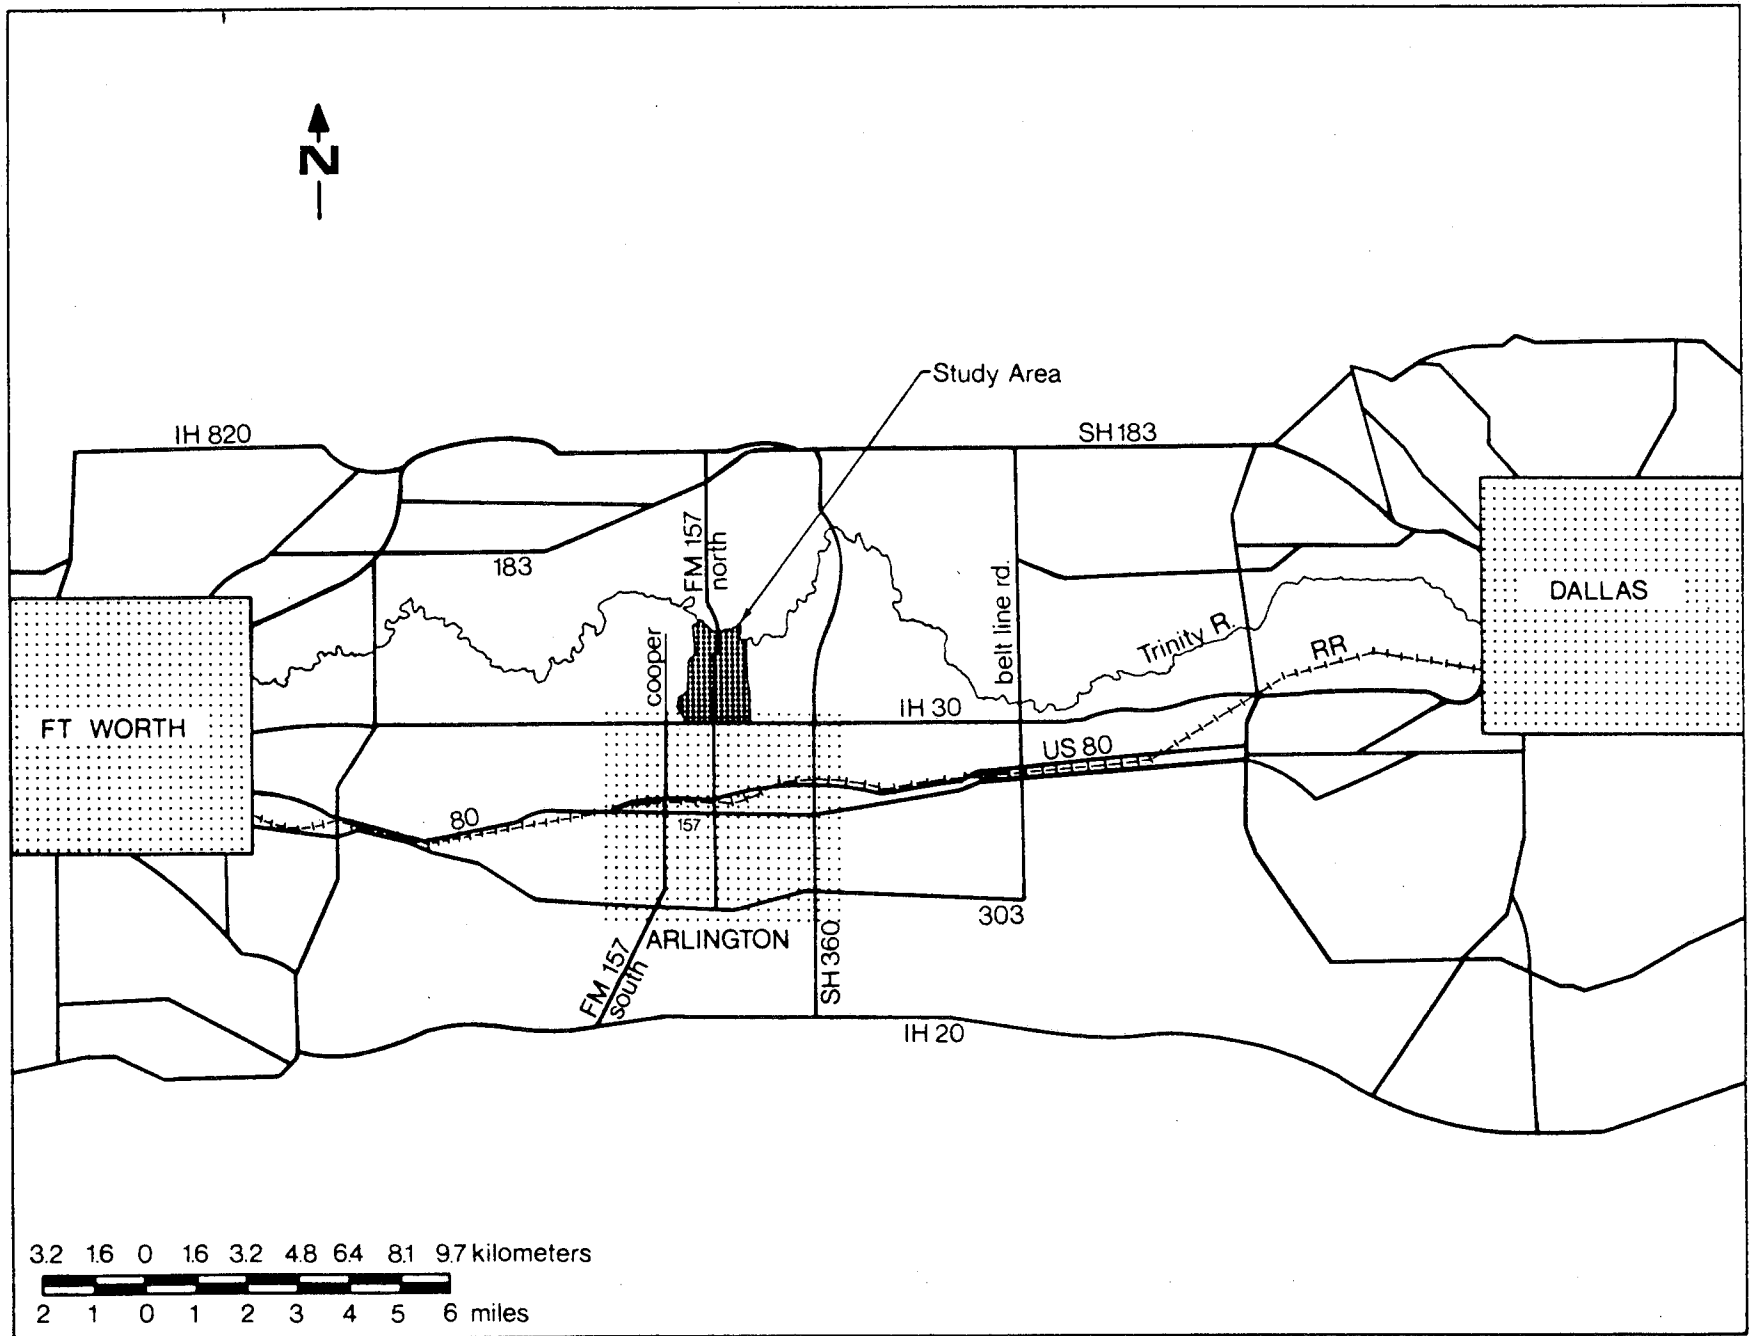 N
Study Area
IH 820
SH 183
183
FM 157
north
cooper
belt line rd.
Trinity R.
RR
DALLAS
FT WORTH
IH 30
US 80
80
157
303
ARLINGTON
FM 157
south
SH 360
IH 20
3.2 1.6 0 1.6 3.2 4.8 6.4 8.1 9.7 kilometers
2 1 0 1 2 3 4 5 6 miles